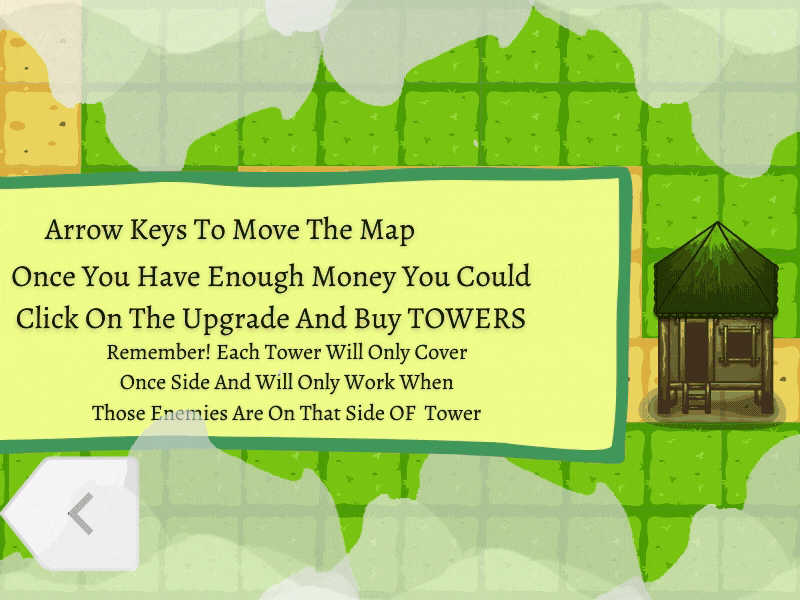 Arrow Keys To Move The Map
Once You Have Enough Money You Could
Click On The Upgrade And Buy TOWERS
Remember! Each Tower Will Only Cover
Once Side And Will Only Work When
Those Enemies Are On That Side OF Tower